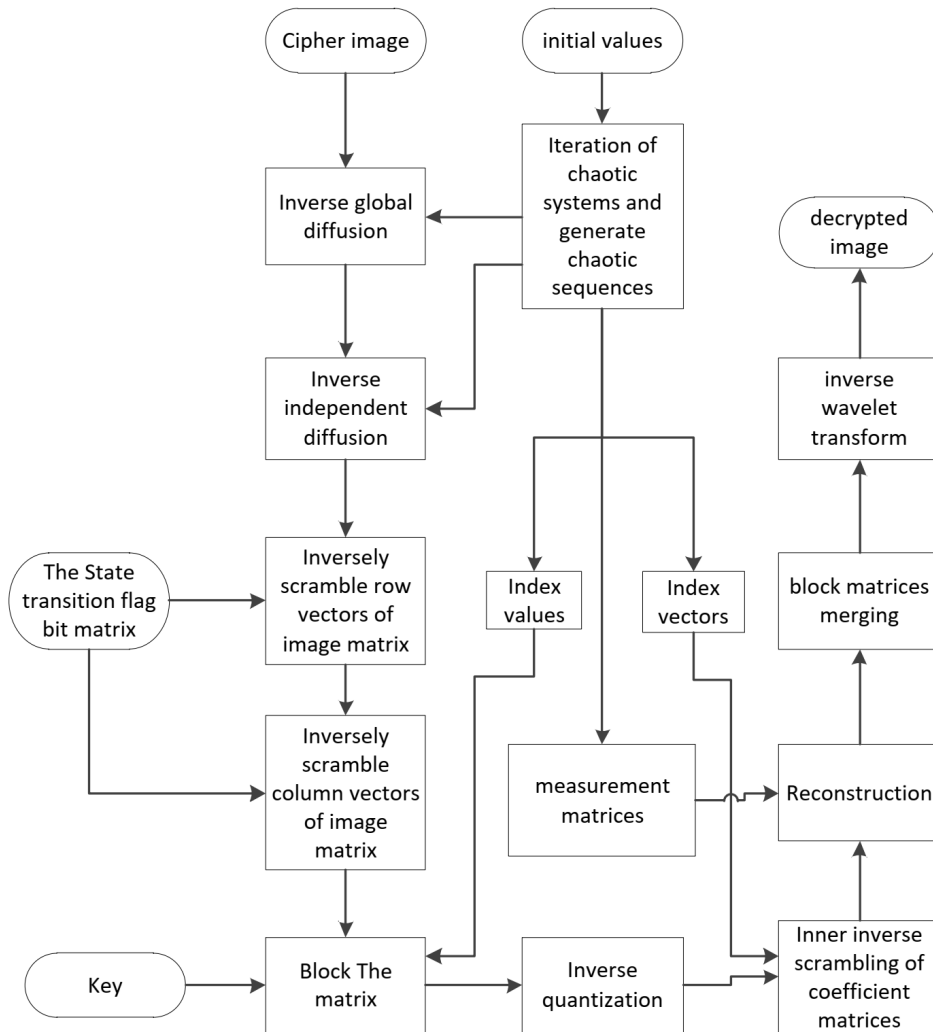 Cipher image
initial values
Iteration of
chaotic
systems and
generate
chaotic
sequences
Inverse global
diffusion
decrypted
image
Inverse
independent
diffusion
inverse
wavelet
transform
The State
transition flag
bit matrix
Inversely
scramble row
vectors of
image matrix
Index
values
Index
vectors
block matrices
merging
Inversely
scramble
column vectors
of image
matrix
measurement
matrices
Reconstruction
Key
Block The
matrix
Inverse
quantization
Inner inverse
scrambling of
coefficient
matrices